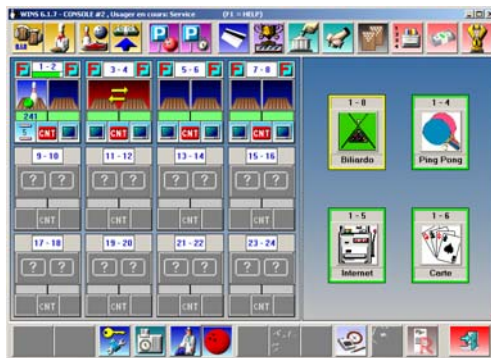 WINS 6.1.7 - CONSOLE #2 , Usager en cours: Service (F1 = HELP)
BAR
F 1 - 2 F F 3 - 4 F F 5 - 6 F F 7 - 8 F
241
5 CNT CNT CNT CNT
9 - 10 11 - 12 13 - 14 15 - 16
? ? ? ? ? ? ? ?
CNT CNT CNT CNT
17 - 18 19 - 20 21 - 22 23 - 24
? ? ? ? ? ? ? ?
CNT CNT CNT CNT
1 - 8 1 - 4
Biliardo Ping Pong
1 - 5 1 - 6
Internet Carte